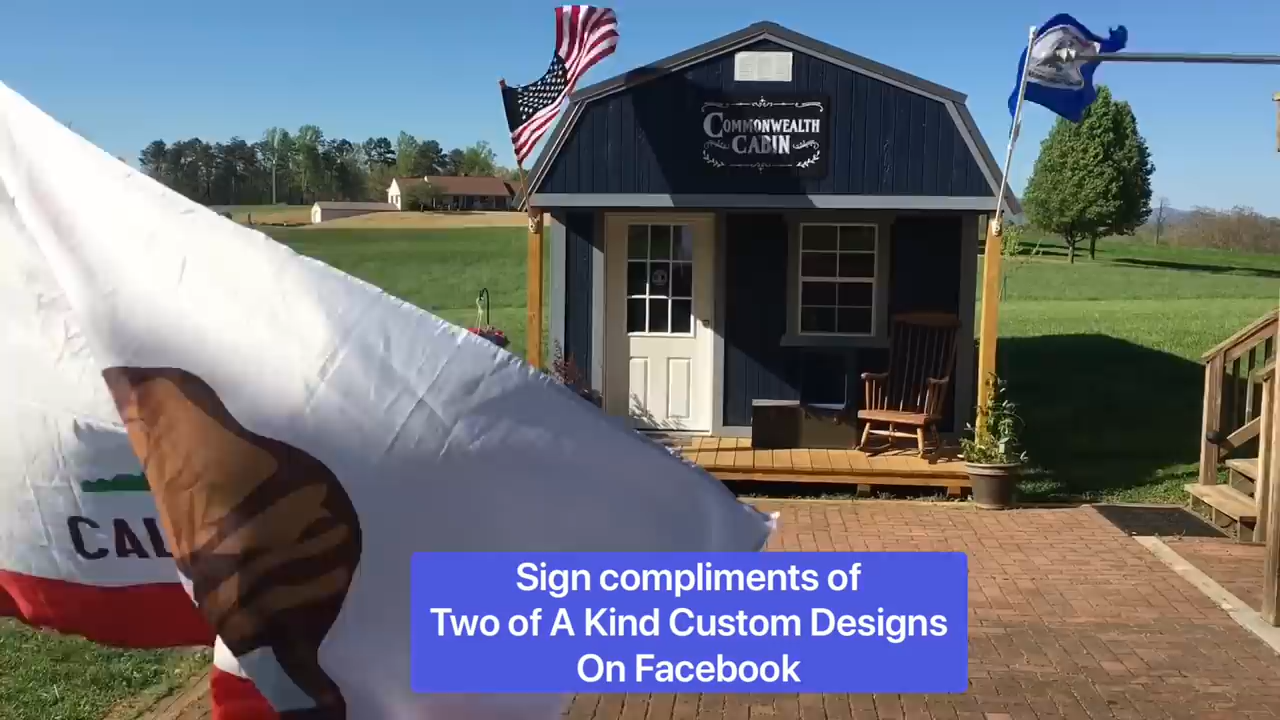 COMMONWEALTH
CABIN
CAL
Sign compliments of
Two of A Kind Custom Designs
On Facebook